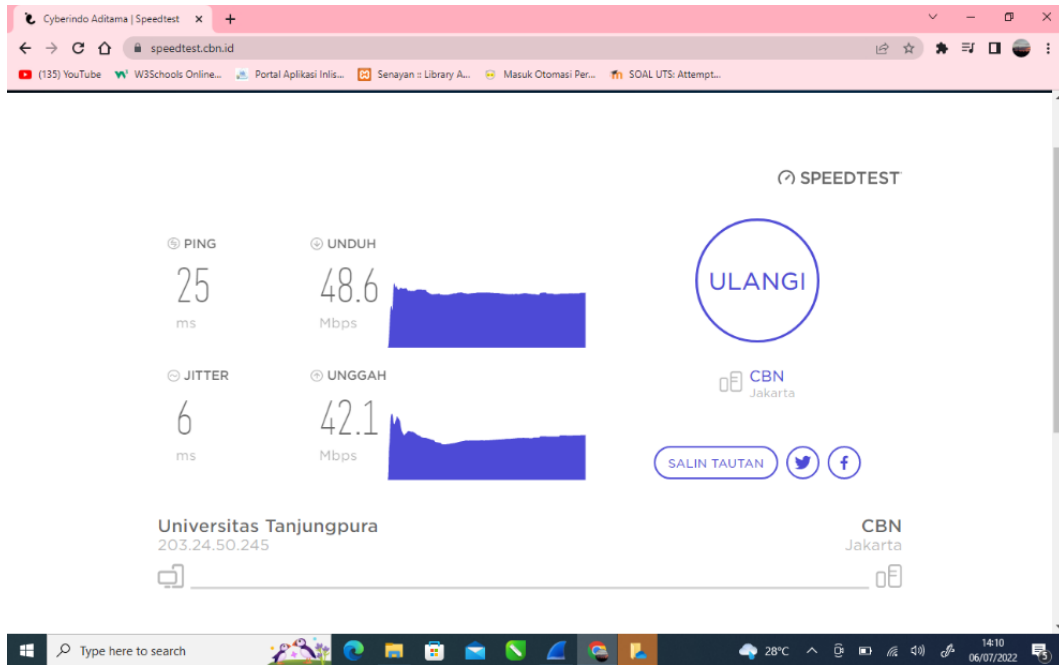 Cyberindo Aditama | Speedtest
speedtest.cbn.id
(135) YouTube
W3Schools Online...
Portal Aplikasi Inlis...
Senayan :: Library A...
Masuk Otomasi Per...
SOAL UTS: Attempt...
SPEEDTEST
PING
25
ms
UNDUH
48.6
Mbps
ULANGI
JITTER
6
ms
UNGGAH
42.1
Mbps
CBN
Jakarta
SALIN TAUTAN
Universitas Tanjungpura
203.24.50.245
CBN
Jakarta
Type here to search
28°C
14:10
06/07/2022
5